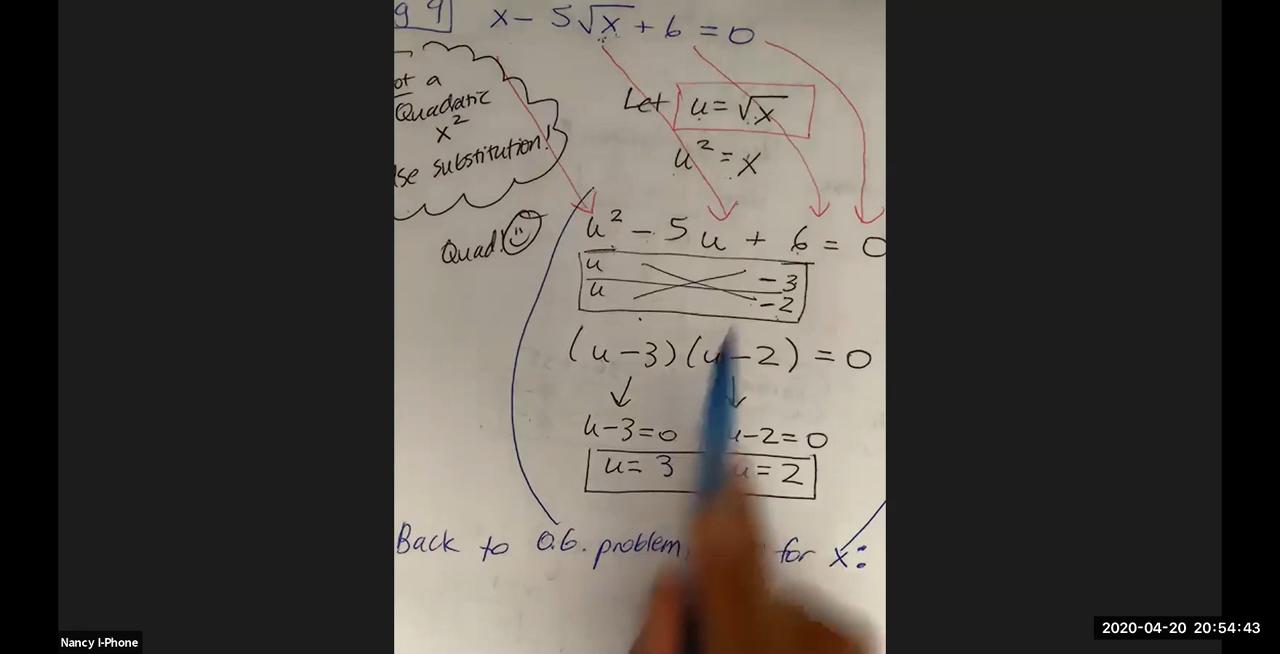 g 9 x - 5√x + 6 = 0
ot a
Quadratic
x²
se substitution!
Let u = √x
u² = x
Quad!
u² - 5u + 6 = 0
u -3
u -2
(u-3)(u-2) = 0
u-3=0 u-2=0
u= 3 u= 2
Back to problem, for x:
Nancy I-Phone
2020-04-20 20:54:43